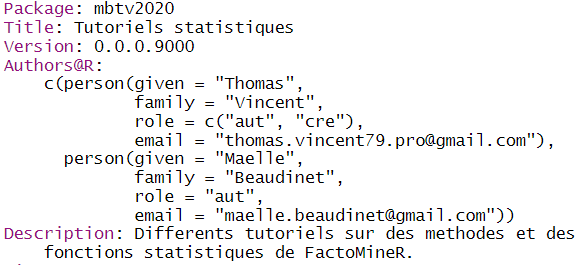 Package: mbtv2020
Title: Tutoriels statistiques
Version: 0.0.0.9000
Authors@R:
    c(person(given = "Thomas",
             family = "Vincent",
             role = c("aut", "cre"),
             email = "thomas.vincent79.pro@gmail.com"),
      person(given = "Maelle",
             family = "Beaudinet",
             role = "aut",
             email = "maelle.beaudinet@gmail.com"))
Description: Differents tutoriels sur des methodes et des
    fonctions statistiques de FactoMineR.